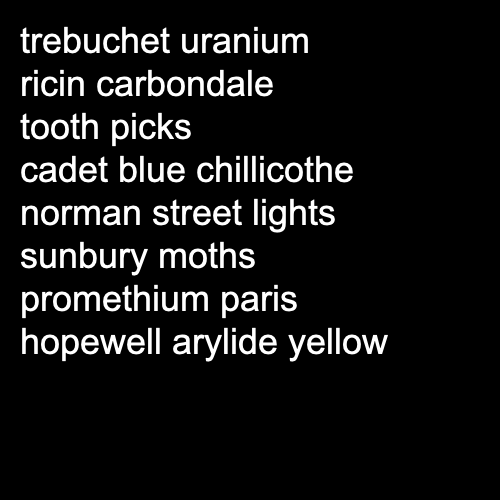 trebuchet uranium
ricin carbondale
tooth picks
cadet blue chillicothe
norman street lights
sunbury moths
promethium paris
hopewell arylide yellow